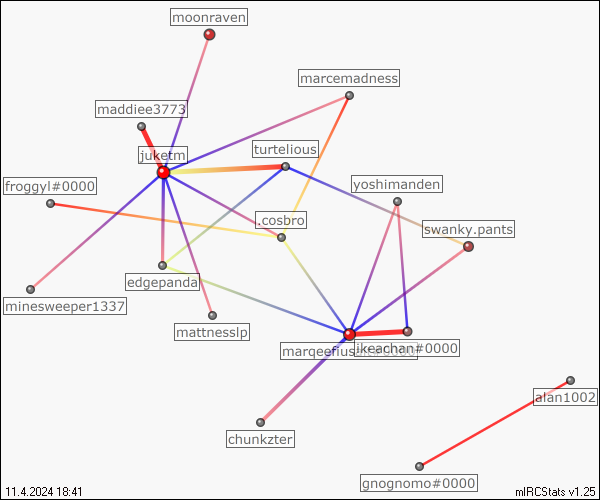 moonraven
marcemadness
maddiee3773
juketm
turtelious
froggyl#0000
yoshimanden
.cosbro
swanky.pants
edgepanda
minesweeper1337
mattnesslp
ikeachan#0000
alan1002
chunkzter
gnognomo#0000
11.4.2024 18:41
mIRCStats v1.25